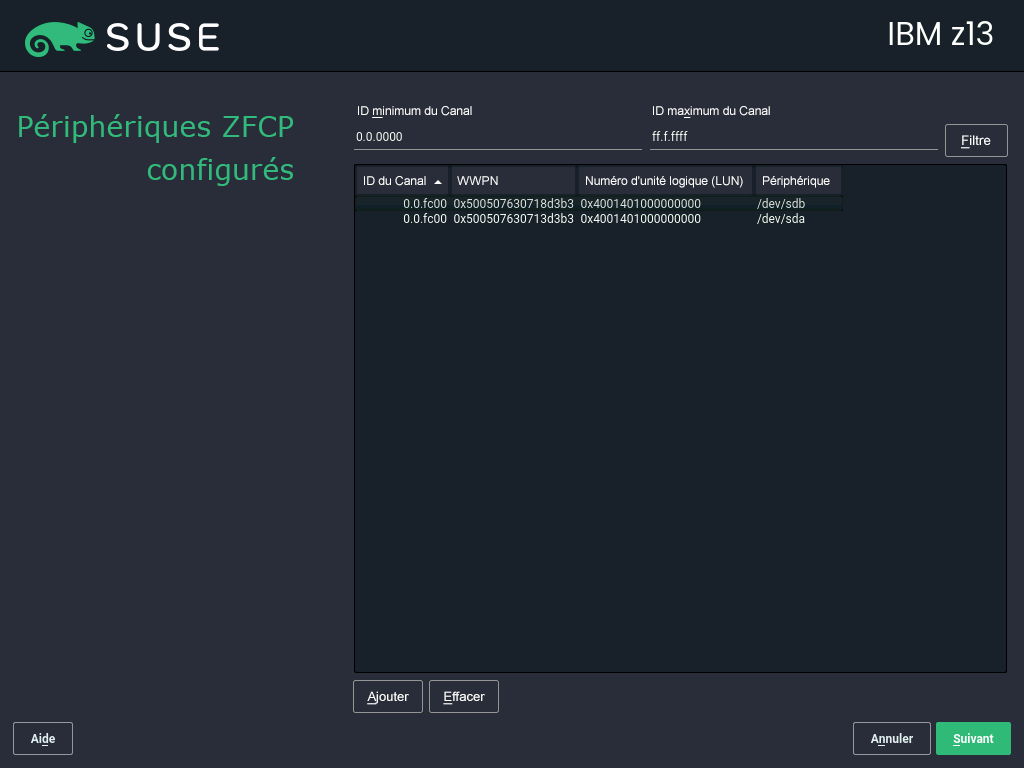 SUSE
IBM z13
Périphériques ZFCP
configurés
ID minimum du Canal
ID maximum du Canal
0.0.0000
ff.f.ffff
Filtre
ID du Canal WWPN Numéro d'unité logique (LUN) Périphérique
0.0.fc00 0x500507630718d3b3 0x4001401000000000 /dev/sdb
0.0.fc00 0x500507630713d3b3 0x4001401000000000 /dev/sda
Ajouter Effacer
Aide Annuler Suivant